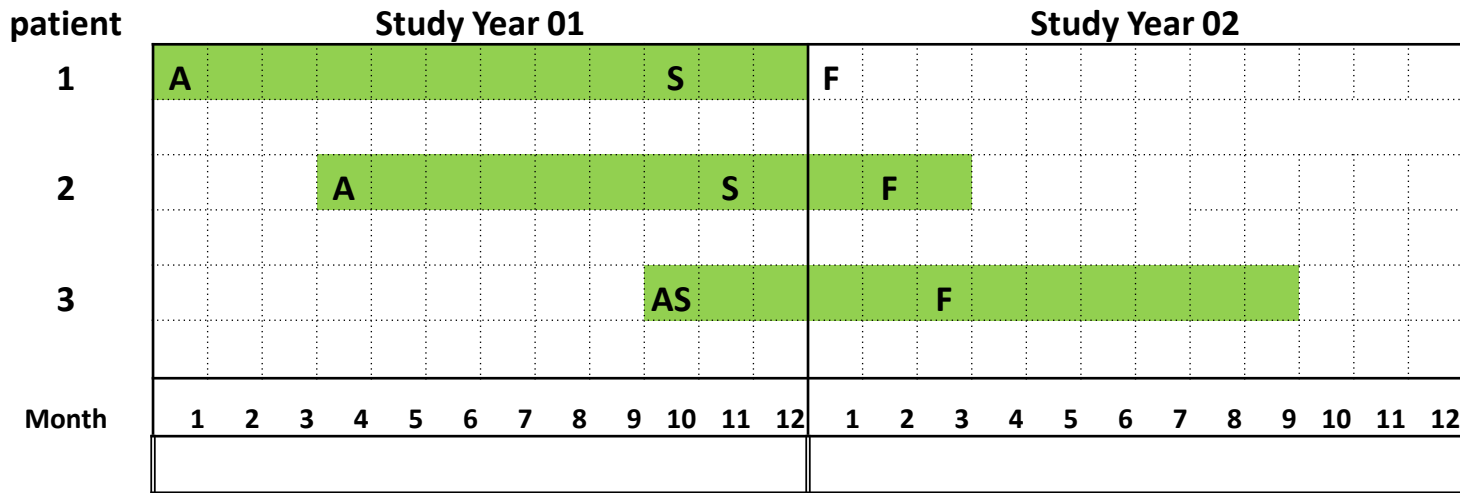 patient Study Year 01 Study Year 02
1 A S F
2 A S F
3 AS F
Month 1 2 3 4 5 6 7 8 9 10 11 12 1 2 3 4 5 6 7 8 9 10 11 12